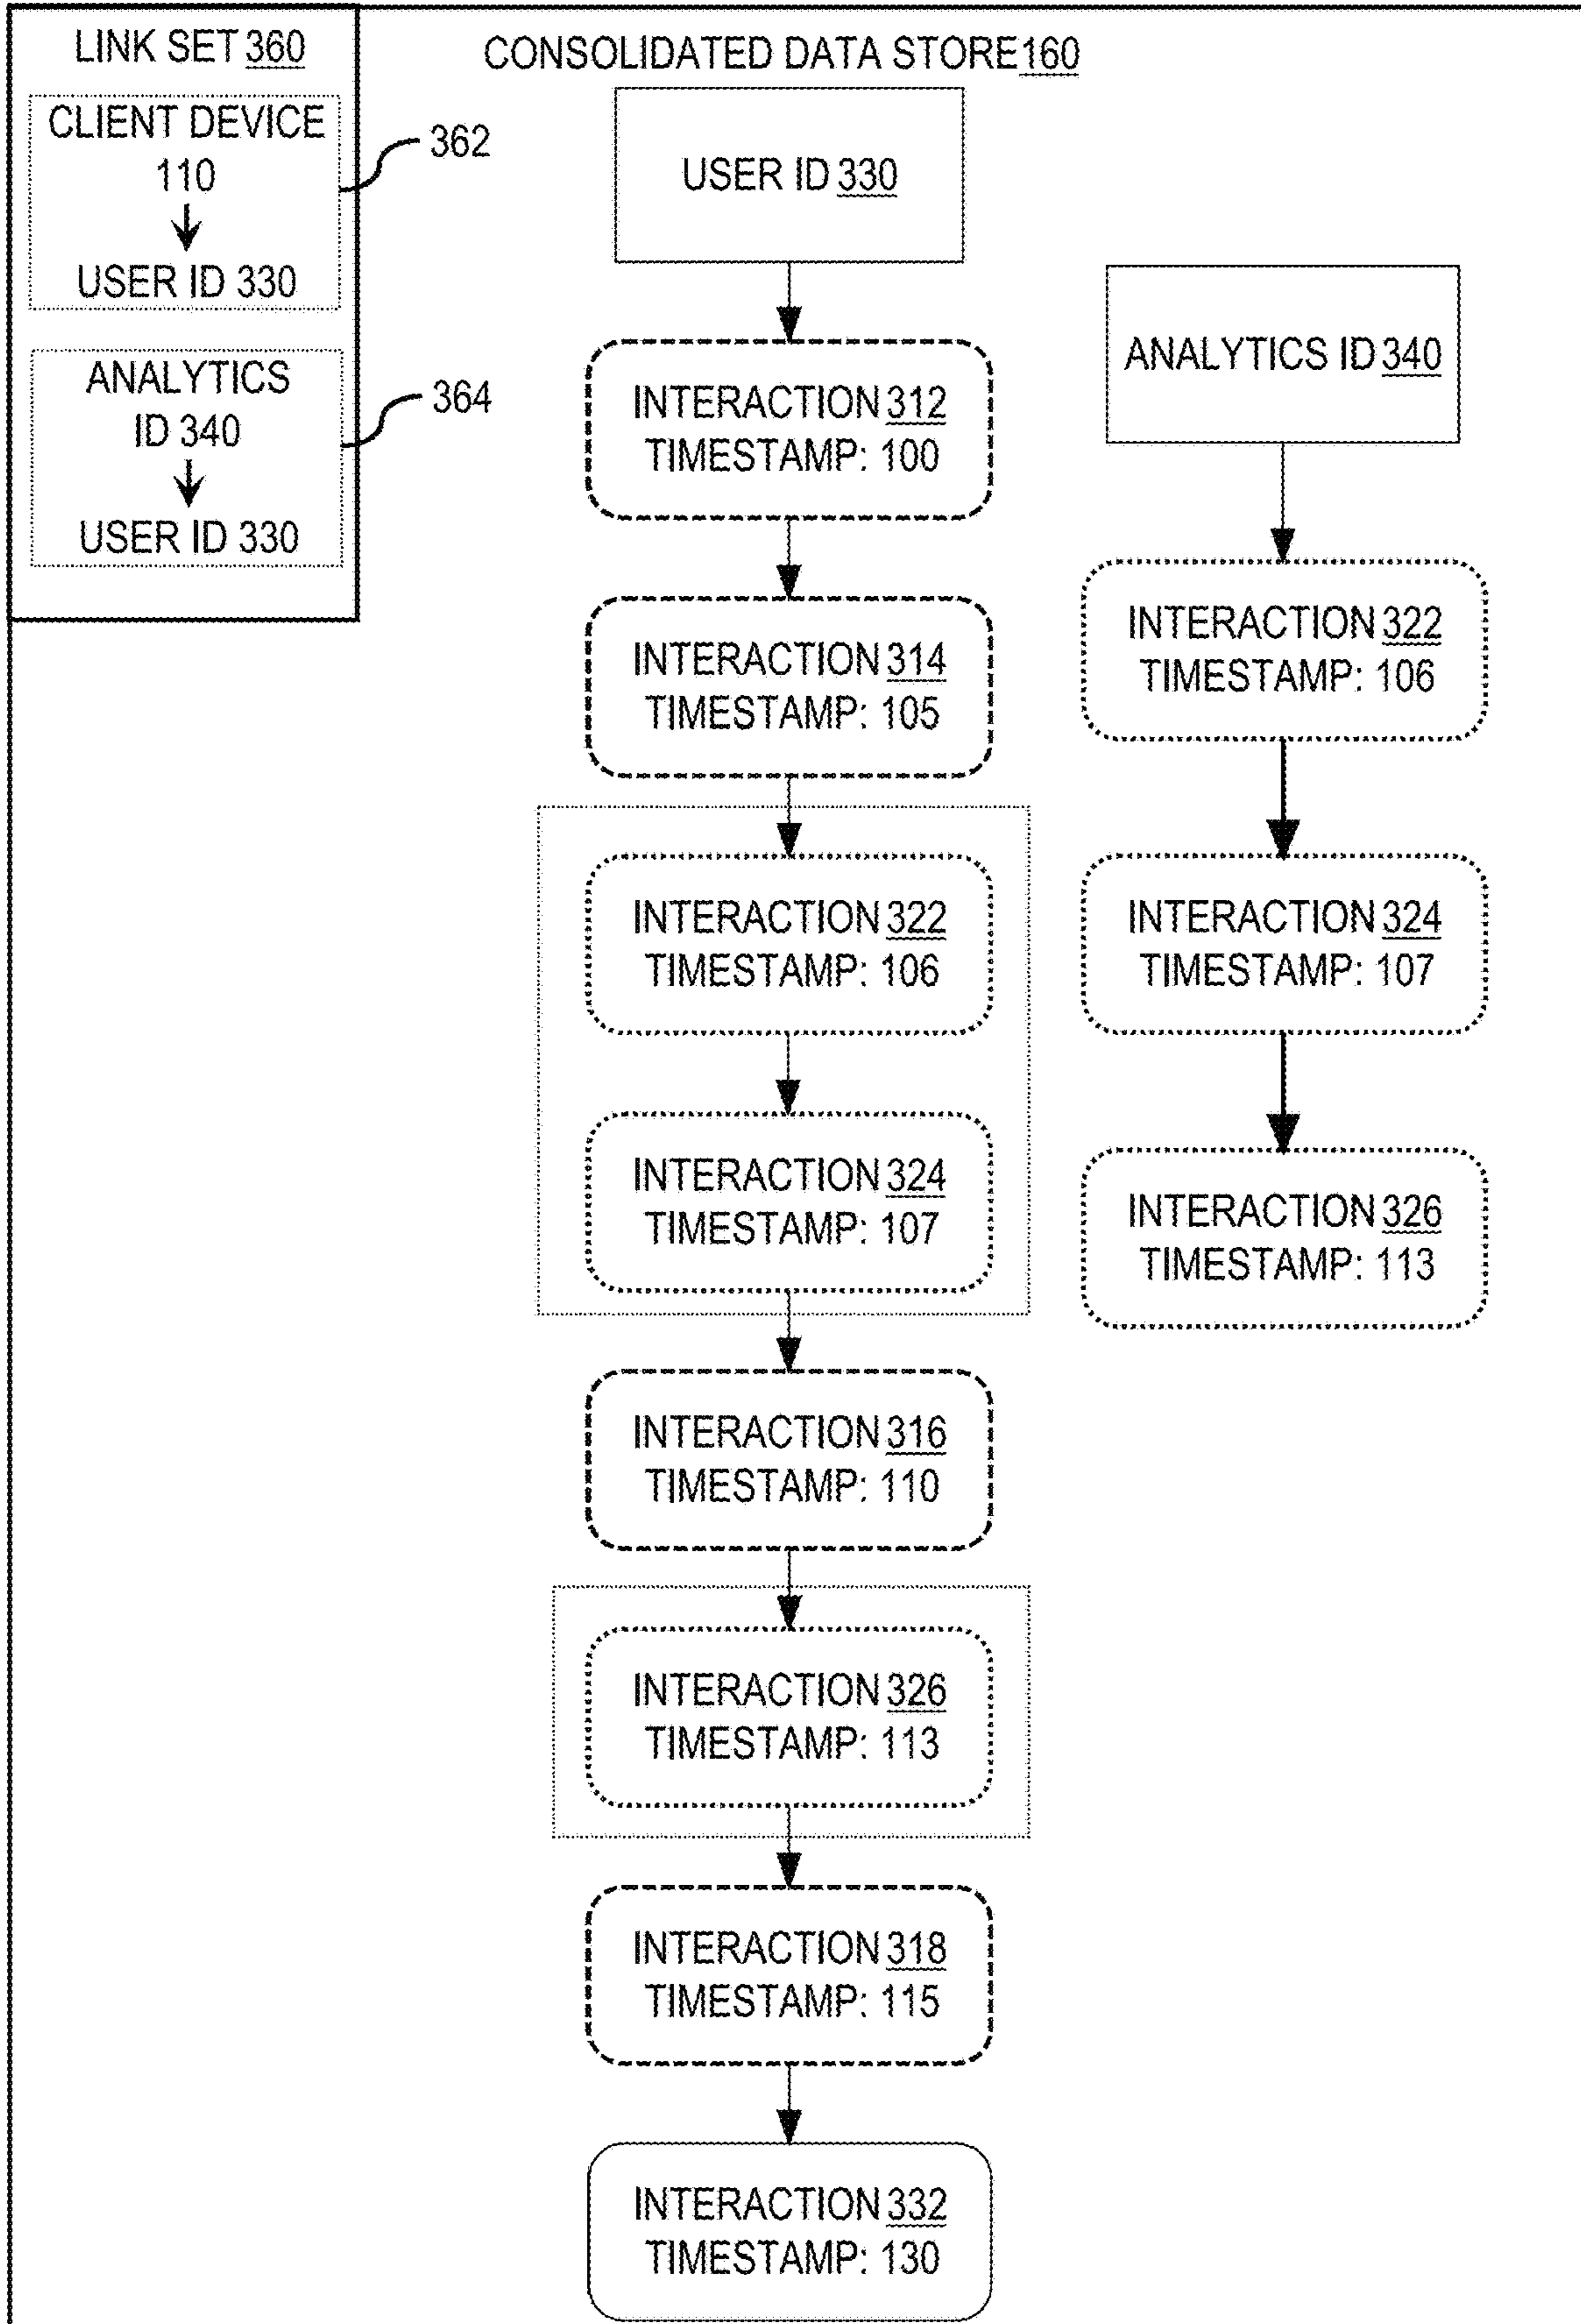 LINK SET 360
CLIENT DEVICE
110
USER ID 330
362
ANALYTICS
ID 340
USER ID 330
364
CONSOLIDATED DATA STORE 160
USER ID 330
INTERACTION 312
TIMESTAMP: 100
INTERACTION 314
TIMESTAMP: 105
INTERACTION 322
TIMESTAMP: 106
INTERACTION 324
TIMESTAMP: 107
INTERACTION 316
TIMESTAMP: 110
INTERACTION 326
TIMESTAMP: 113
INTERACTION 318
TIMESTAMP: 115
INTERACTION 332
TIMESTAMP: 130
ANALYTICS ID 340
INTERACTION 322
TIMESTAMP: 106
INTERACTION 324
TIMESTAMP: 107
INTERACTION 326
TIMESTAMP: 113